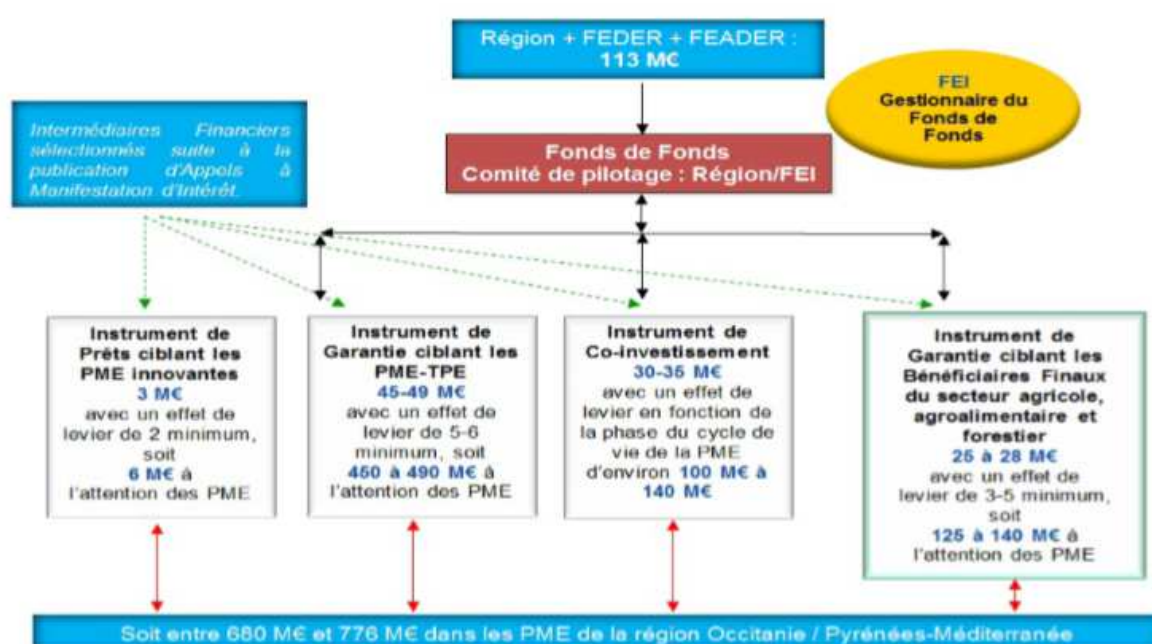 Région + FEDER + FEADER :
113 M€
FEI
Gestionnaire du
Fonds de
Fonds
Intermédiaires Financiers
sélectionnés suite à la
publication d'Appols à
Manifestation d'Intérêt.
Fonds de Fonds
Comité de pilotage : Région/FEI
Instrument de
Prêts ciblant les
PME innovantes
3 M€
avec un effet de
levier de 2 minimum,
soit
6 M€ à
l'attention des PME
Instrument de
Garantie ciblant les
PME-TPE
45-49 M€
avec un effet de
levier de 5-6
minimum, soit
450 à 490 M€ à
l'attention des PME
Instrument de
Co-investissement
30-35 M€
avec un effet de
levier en fonction de
la phase du cycle de
vie de la PME
d'environ 100 M€ à
140 M€
Instrument de
Garantie ciblant les
Bénéficiaires Finaux
du secteur agricole,
agroalimentaire et
forestier
25 à 28 M€
avec un effet de
levier de 3-5 minimum,
soit
125 à 140 M€ à
l'attention des PME
Soit entre 680 M€ et 776 M€ dans les PME de la région Occitanie / Pyrénées-Méditerranée